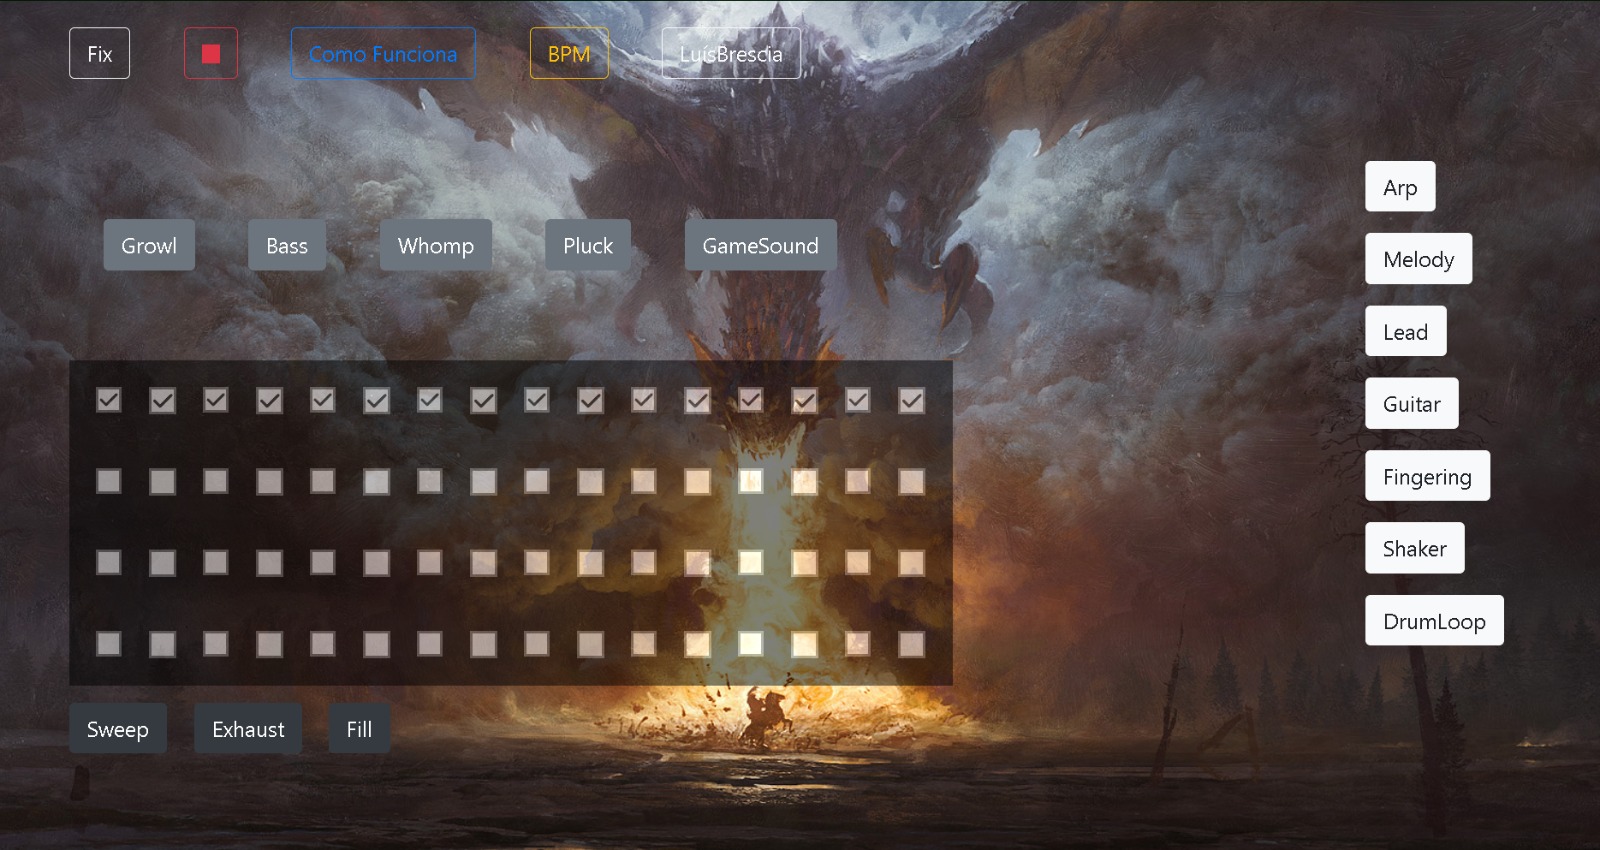 Fix
Como Funciona
BPM
LuísBrescia
Growl
Bass
Whomp
Pluck
GameSound
Arp
Melody
Lead
Guitar
Fingering
Shaker
DrumLoop
Sweep
Exhaust
Fill